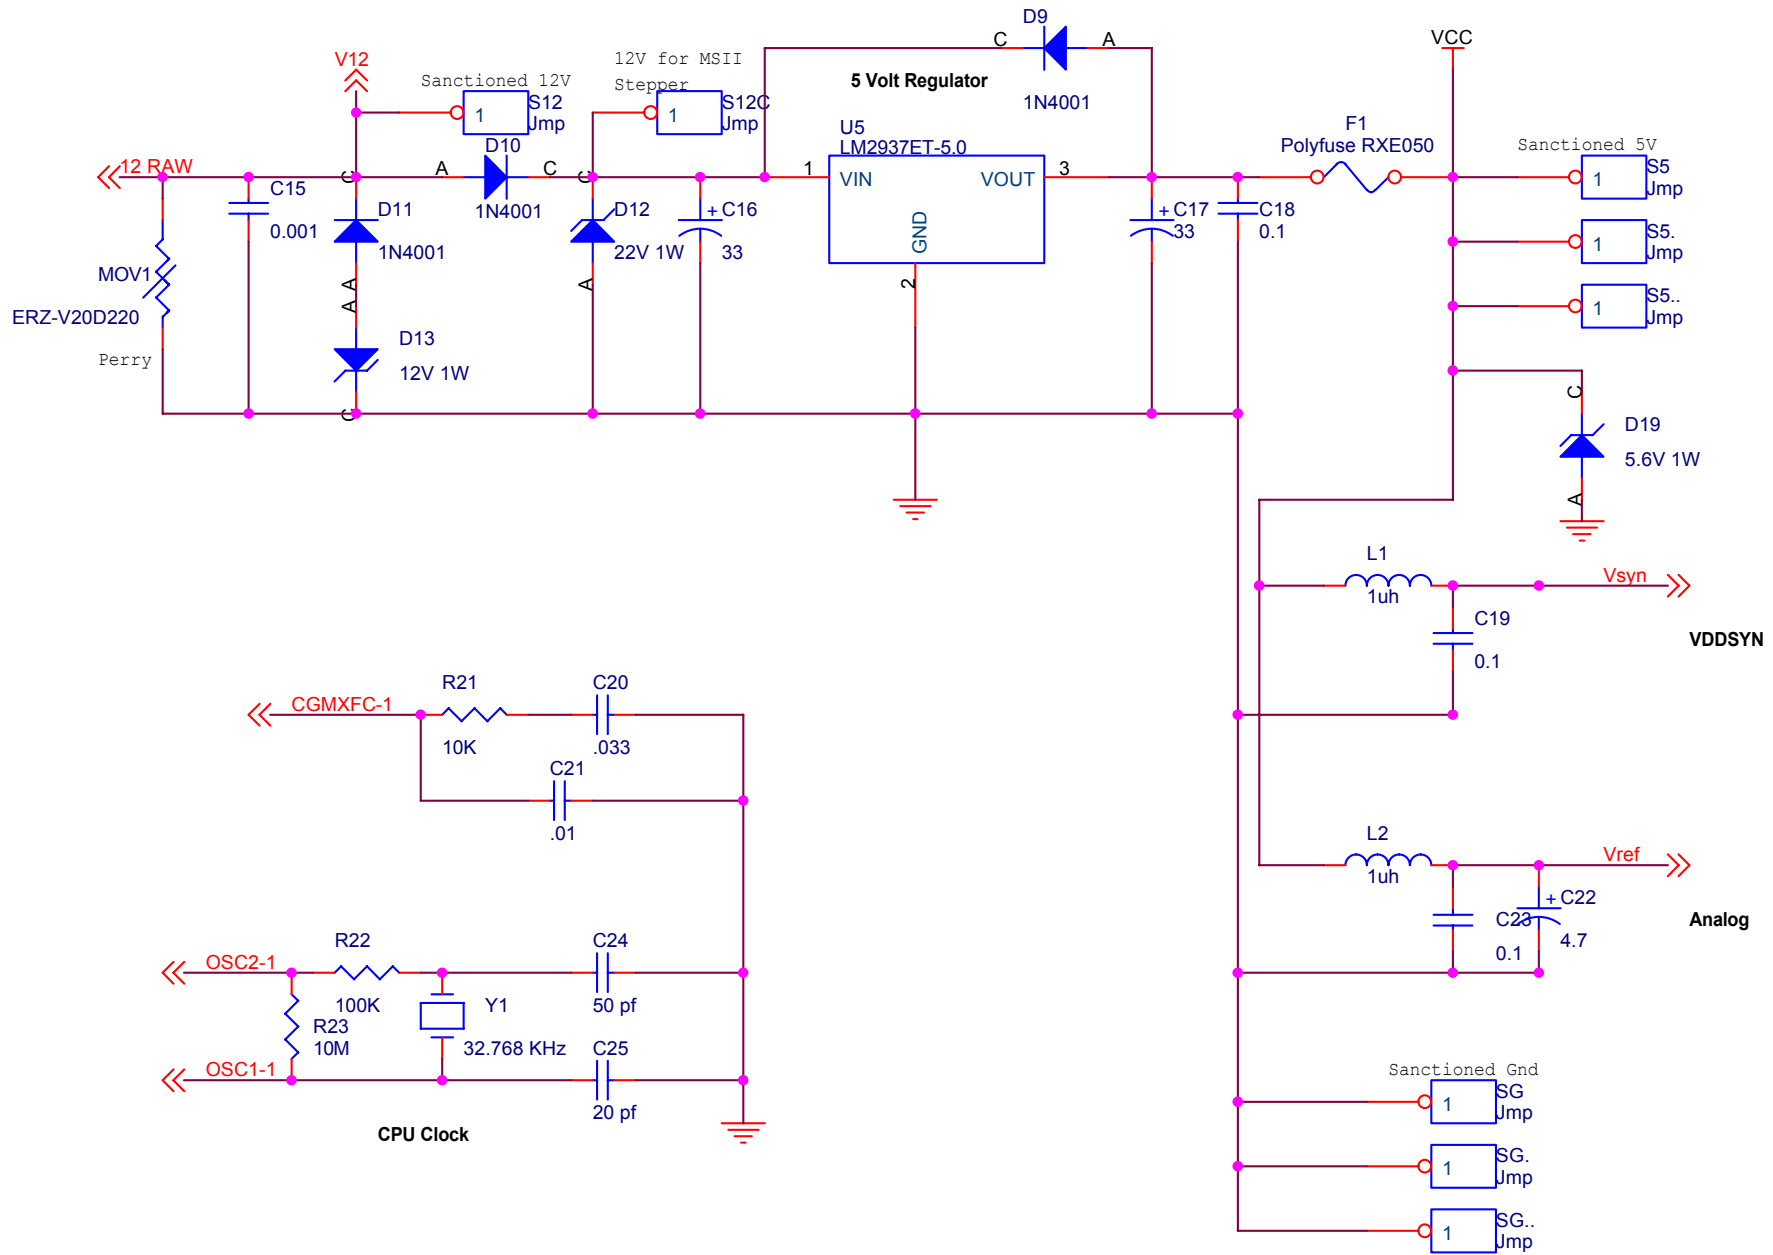 D9
C
A
1N4001
VCC
V12
12V for MSII
Stepper
Sanctioned 12V
1
S12
Jmp
1
S12C
Jmp
5 Volt Regulator
U5
LM2937ET-5.0
F1
Polyfuse RXE050
Sanctioned 5V
12 RAW
D10
A
C
1N4001
1
VIN
VOUT
3
GND
2
1
S5
Jmp
C15
0.001
C
D11
1N4001
A
C
D12
22V 1W
A
+
C16
33
+
C17
33
C18
0.1
1
S5.
Jmp
MOV1
ERZ-V20D220
Perry
A
D13
12V 1W
C
1
S5..
Jmp
C
D19
5.6V 1W
A
L1
1uh
Vsyn
C19
0.1
VDDSYN
CGMXFC-1
R21
10K
C20
.033
C21
.01
L2
1uh
Vref
C23
0.1
+
C22
4.7
Analog
OSC2-1
R22
100K
C24
50 pf
R23
10M
Y1
32.768 KHz
OSC1-1
C25
20 pf
CPU Clock
Sanctioned Gnd
1
SG
Jmp
1
SG.
Jmp
1
SG..
Jmp